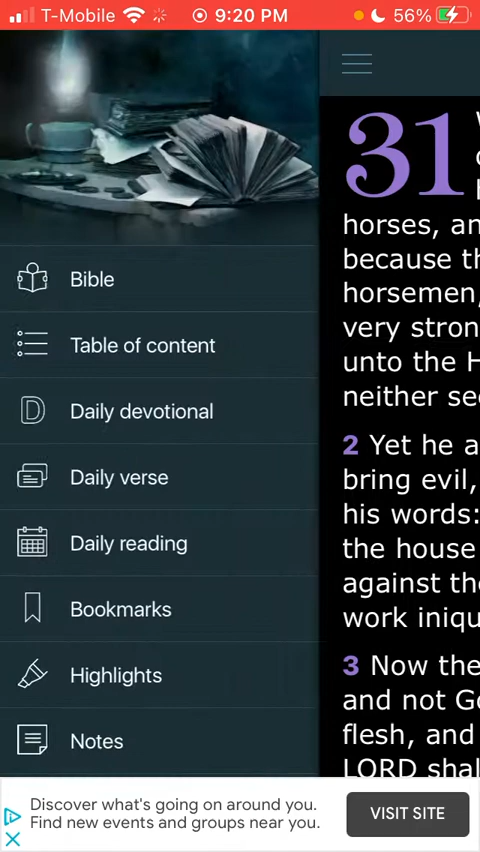 T-Mobile 9:20 PM 56%
Bible
Table of content
Daily devotional
Daily verse
Daily reading
Bookmarks
Highlights
Notes
31
horses, an
because th
horsemen,
very stron
unto the H
neither se
2 Yet he a
bring evil,
his words:
the house
against the
work iniqu
3 Now the
and not Go
flesh, and
LORD shal
Discover what's going on around you.
Find new events and groups near you.
VISIT SITE